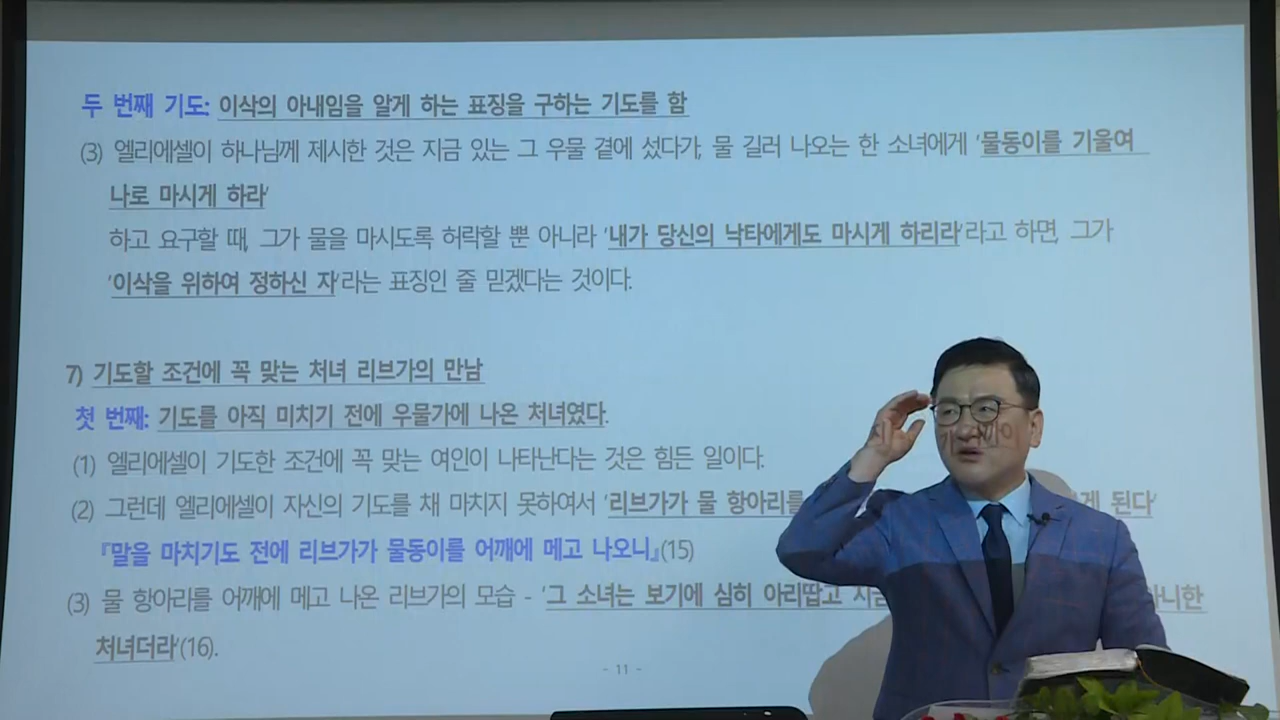 두 번째 기도: 이삭의 아내임을 알게 하는 표징을 구하는 기도를 함
(3) 엘리에셀이 하나님께 제시한 것은 지금 있는 그 우물 곁에 섰다가, 물 길러 나오는 한 소녀에게 '물동이를 기울여
나로 마시게 하라'
하고 요구할 때, 그가 물을 마시도록 허락할 뿐 아니라 '내가 당신의 낙타에게도 마시게 하리라'라고 하면, 그가
'이삭을 위하여 정하신 자'라는 표징인 줄 믿겠다는 것이다.
7) 기도할 조건에 꼭 맞는 처녀 리브가의 만남
첫 번째: 기도를 아직 미치기 전에 우물가에 나온 처녀였다.
(1) 엘리에셀이 기도한 조건에 꼭 맞는 여인이 나타난다는 것은 힘든 일이다.
(2) 그런데 엘리에셀이 자신의 기도를 채 마치지 못하여서 '리브가가 물 항아리를 된다'
『말을 마치기도 전에 리브가가 물동이를 어깨에 메고 나오니』(15)
(3) 물 항아리를 어깨에 메고 나온 리브가의 모습 - '그 소녀는 보기에 심히 아리땁고 지금
처녀더라'(16).
- 11 -